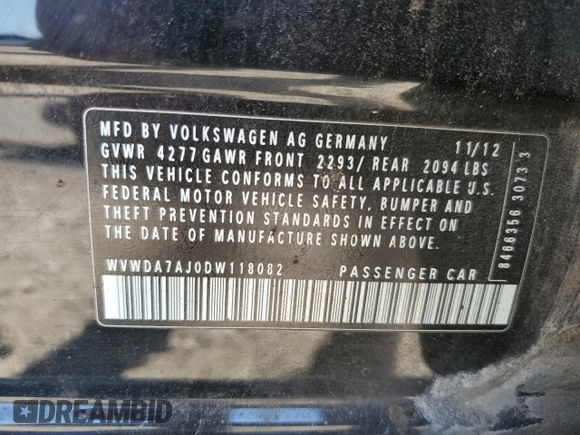 MFD BY VOLKSWAGEN AG GERMANY 11/12
GVWR 4277 GAWR FRONT 2293/ REAR 2094 LBS
THIS VEHICLE CONFORMS TO ALL APPLICABLE U.S.
FEDERAL MOTOR VEHICLE SAFETY, BUMPER AND
THEFT PREVENTION STANDARDS IN EFFECT ON
THE DATE OF MANUFACTURE SHOWN ABOVE.
WVWDA7AJ0DW118082 PASSENGER CAR
8466356 3073 3
DREAMBID